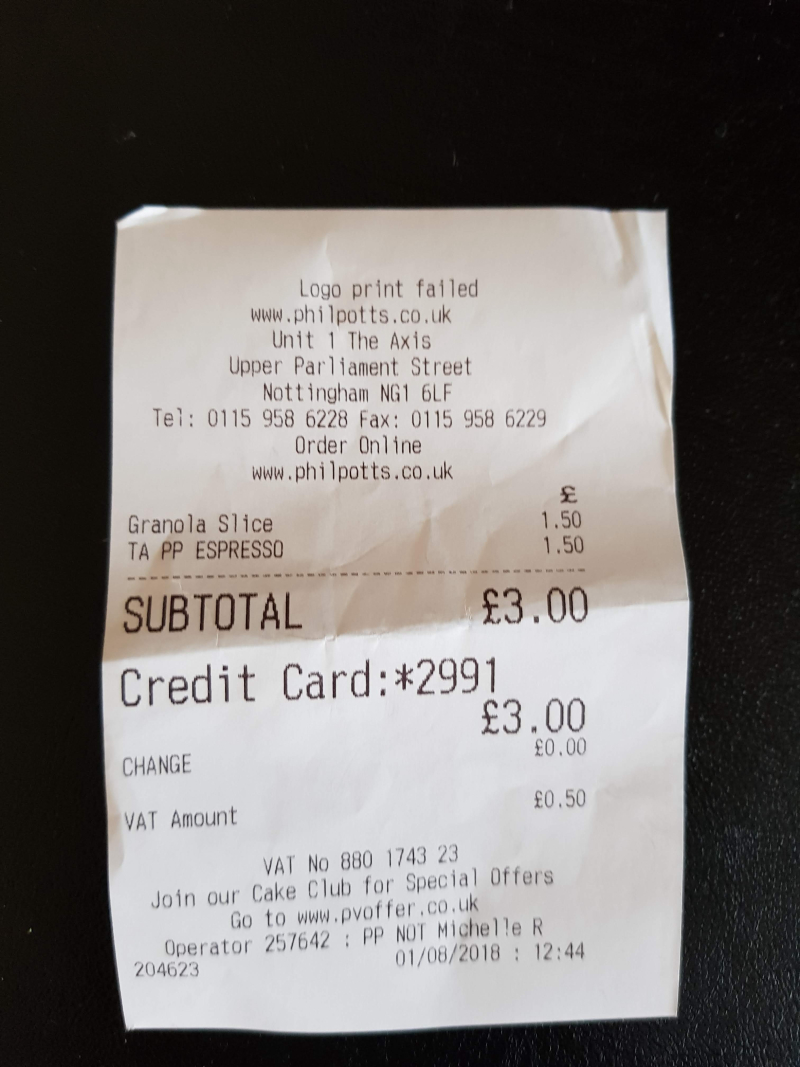 Logo print failed
www.philpotts.co.uk
Unit 1 The Axis
Upper Parliament Street
Nottingham NG1 6LF
Tel: 0115 958 6228 Fax: 0115 958 6229
Order Online
www.philpotts.co.uk
£
Granola Slice 1.50
TA PP ESPRESSO 1.50
SUBTOTAL £3.00
Credit Card:*2991
£3.00
CHANGE £0.00
VAT Amount £0.50
VAT No 880 1743 23
Join our Cake Club for Special Offers
Go to www.pvoffer.co.uk
Operator 257642 : PP NOT Michelle R
204623 01/08/2018 : 12:44